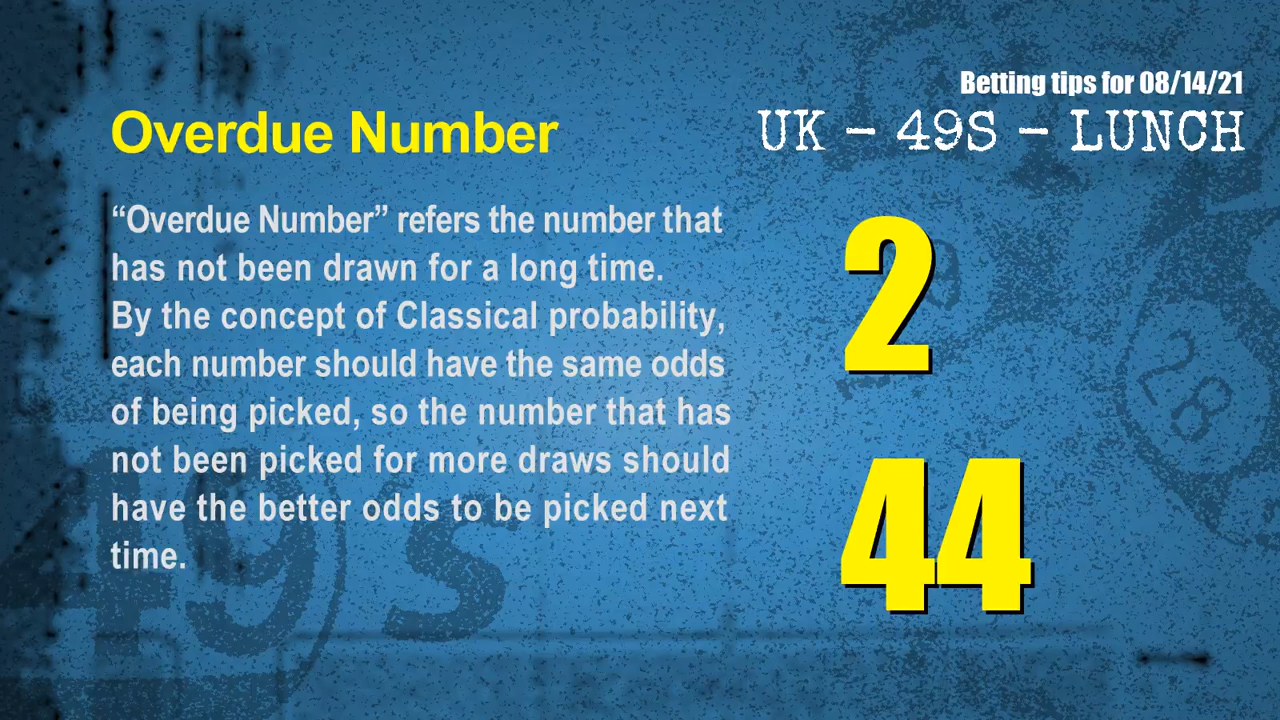 Betting tips for 08/14/21
UK - 49S - LUNCH
Overdue Number
“Overdue Number” refers the number that
has not been drawn for a long time.
By the concept of Classical probability,
each number should have the same odds
of being picked, so the number that has
not been picked for more draws should
have the better odds to be picked next
time.
2
44
49's
28